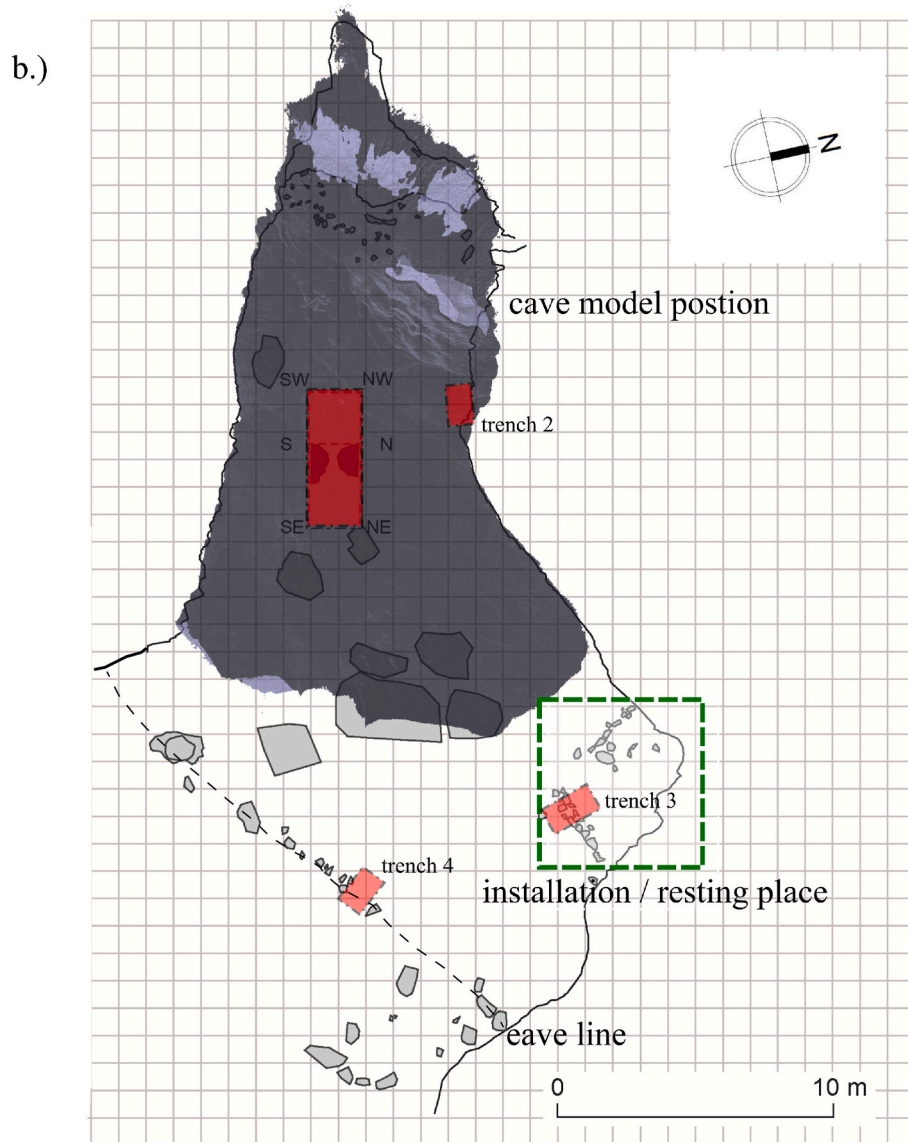 b.)
N
cave model postion
SW NW
trench 2
S N
SE NE
trench 3
trench 4
installation / resting place
eave line
0 10 m